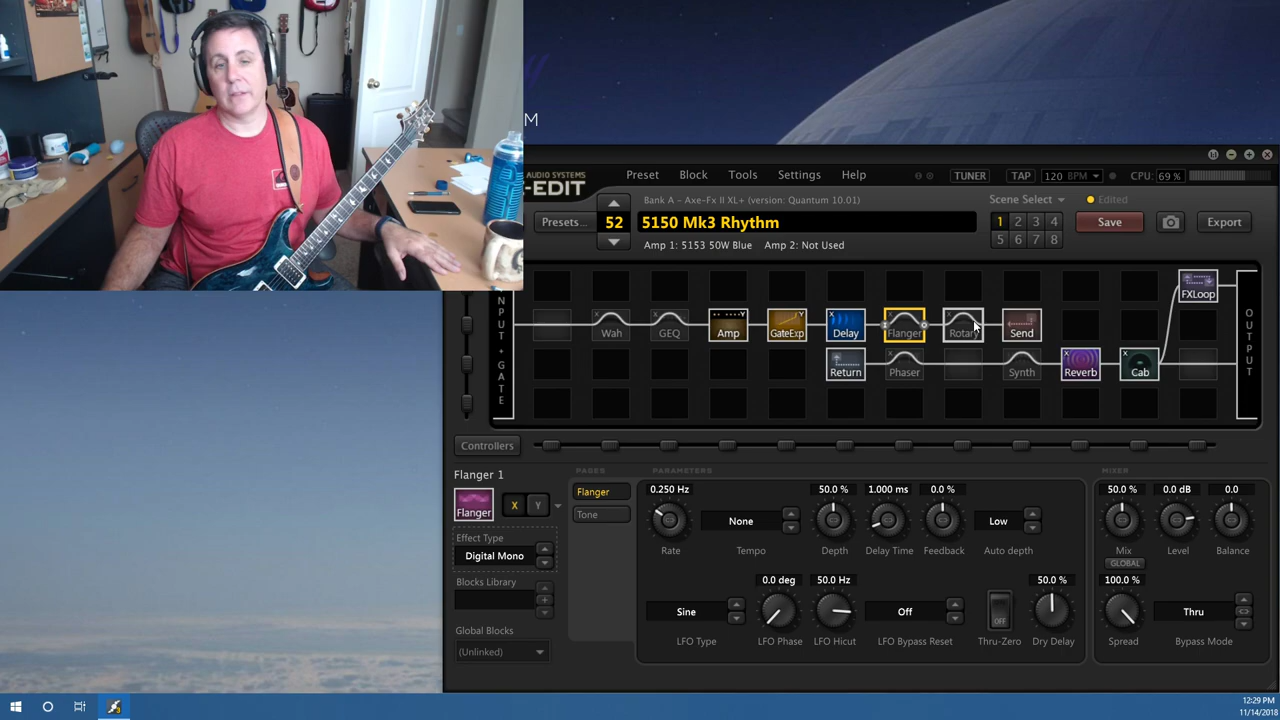 M
AUDIO SYSTEMS
-EDIT
Preset Block Tools Settings Help TUNER TAP 120 BPM CPU: 69 %
Bank A - Axe-Fx II XL+ (version: Quantum 10.01) Scene Select Edited
Presets... 52 5150 Mk3 Rhythm 1 2 3 4 Save Export
Amp 1: 5153 50W Blue Amp 2: Not Used 5 6 7 8
INPUT + GATE
FXLoop
X Wah X GEQ Y Amp Y GateExp X Delay X Flanger X Rotary Send
Return X Phaser X Synth X Reverb X Cab
OUTPUT
Controllers
Flanger 1
PAGES
PARAMETERS
MIXER
Flanger X Y
Effect Type
Digital Mono
Blocks Library
Global Blocks
(Unlinked)
Flanger
Tone
0.250 Hz 50.0 % 1.000 ms 0.0 %
None Low
Rate Tempo Depth Delay Time Feedback Auto depth
0.0 deg 50.0 Hz 50.0 %
Sine Off OFF
LFO Type LFO Phase LFO Hicut LFO Bypass Reset Thru-Zero Dry Delay
50.0 % 0.0 dB 0.0
Mix Level Balance
GLOBAL
100.0 %
Thru
Spread Bypass Mode
12:29 PM
11/14/2018